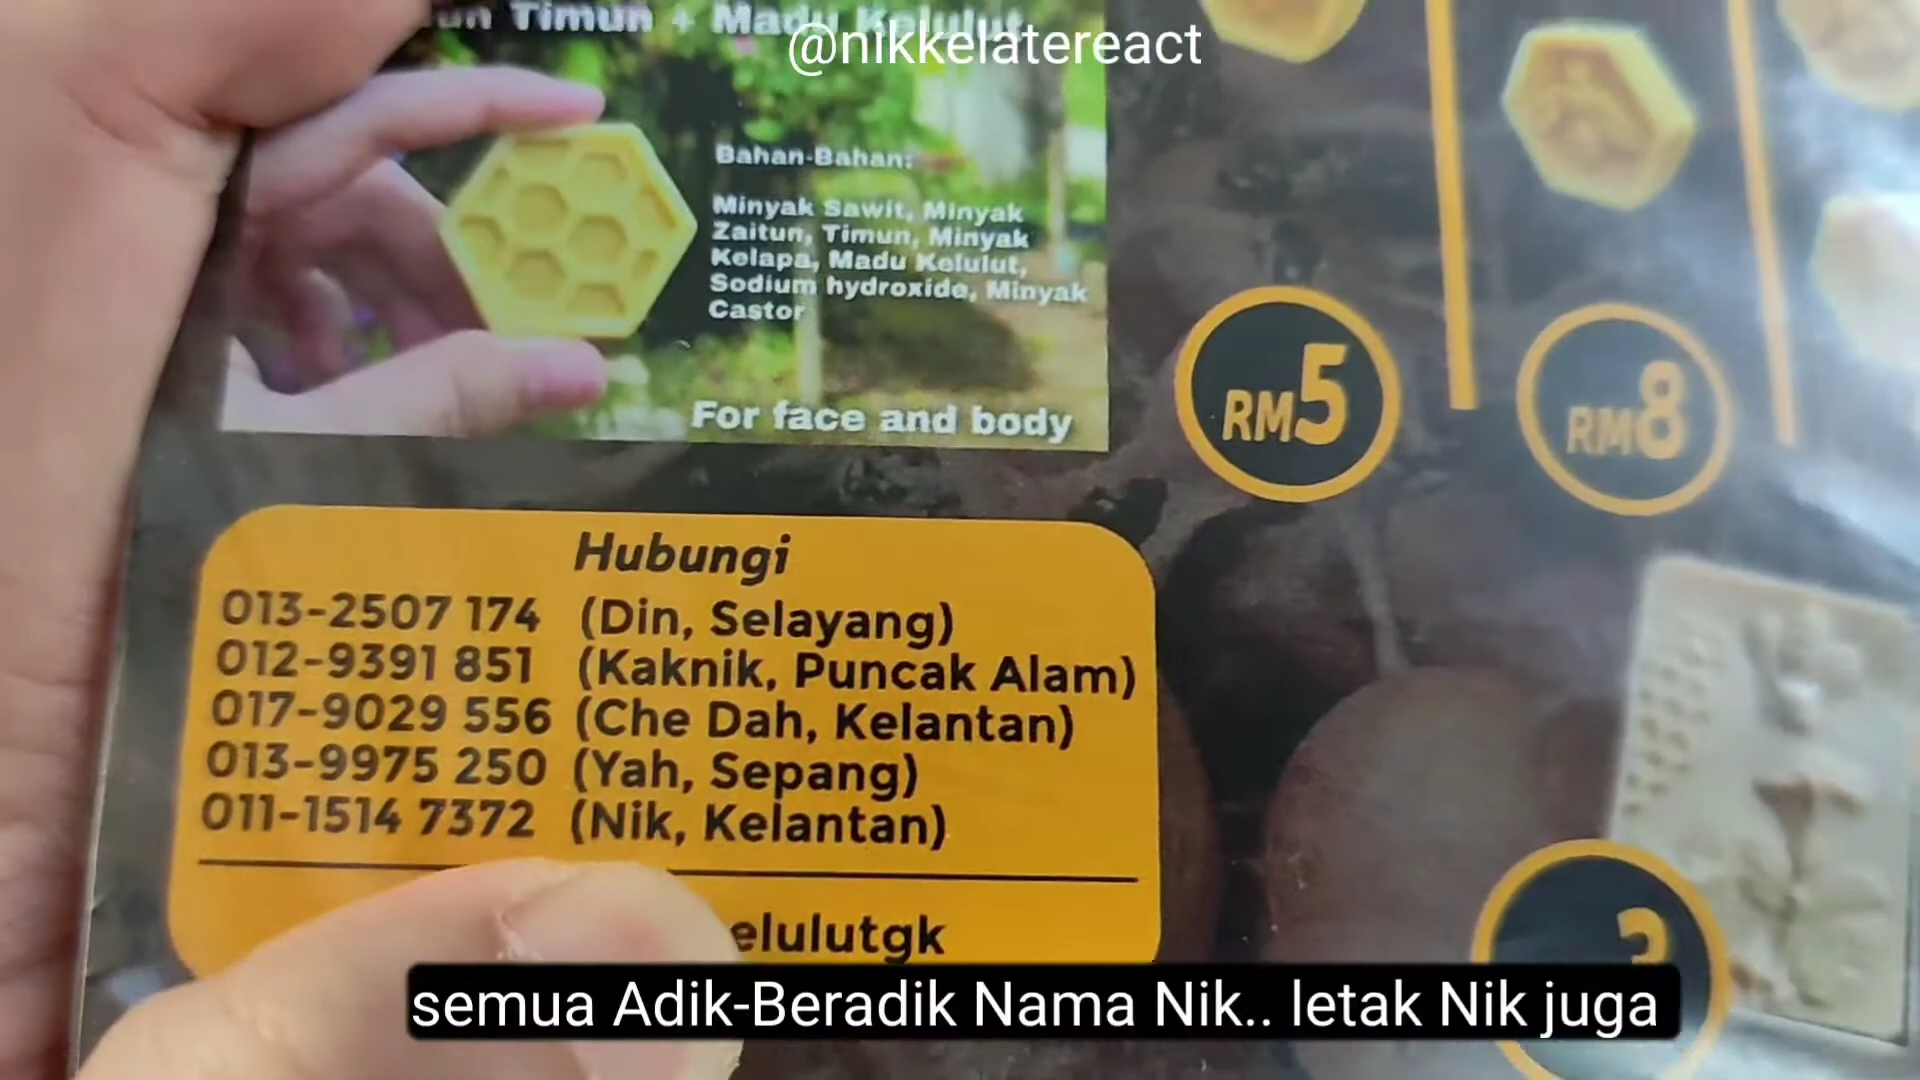 Timun + Madu Kelulut
@nikkelatereact
Bahan-Bahan:
Minyak Sawit, Minyak
Zaitun, Timun, Minyak
Kelapa, Madu Kelulut,
Sodium hydroxide, Minyak
Castor
For face and body
RM5
RM8
Hubungi
013-2507 174 (Din, Selayang)
012-9391 851 (Kaknik, Puncak Alam)
017-9029 556 (Che Dah, Kelantan)
013-9975 250 (Yah, Sepang)
011-1514 7372 (Nik, Kelantan)
elulutgk
semua Adik-Beradik Nama Nik.. letak Nik juga